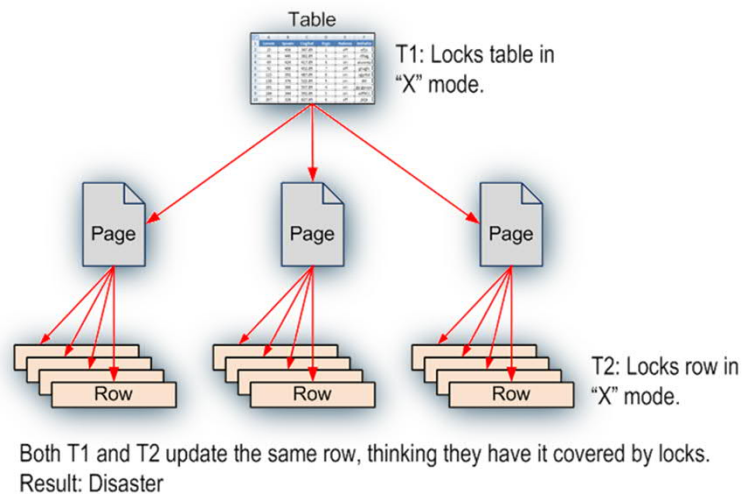 Table
T1: Locks table in
“X” mode.
Page
Page
Page
Row
Row
Row
T2: Locks row in
“X” mode.
Both T1 and T2 update the same row, thinking they have it covered by locks.
Result: Disaster